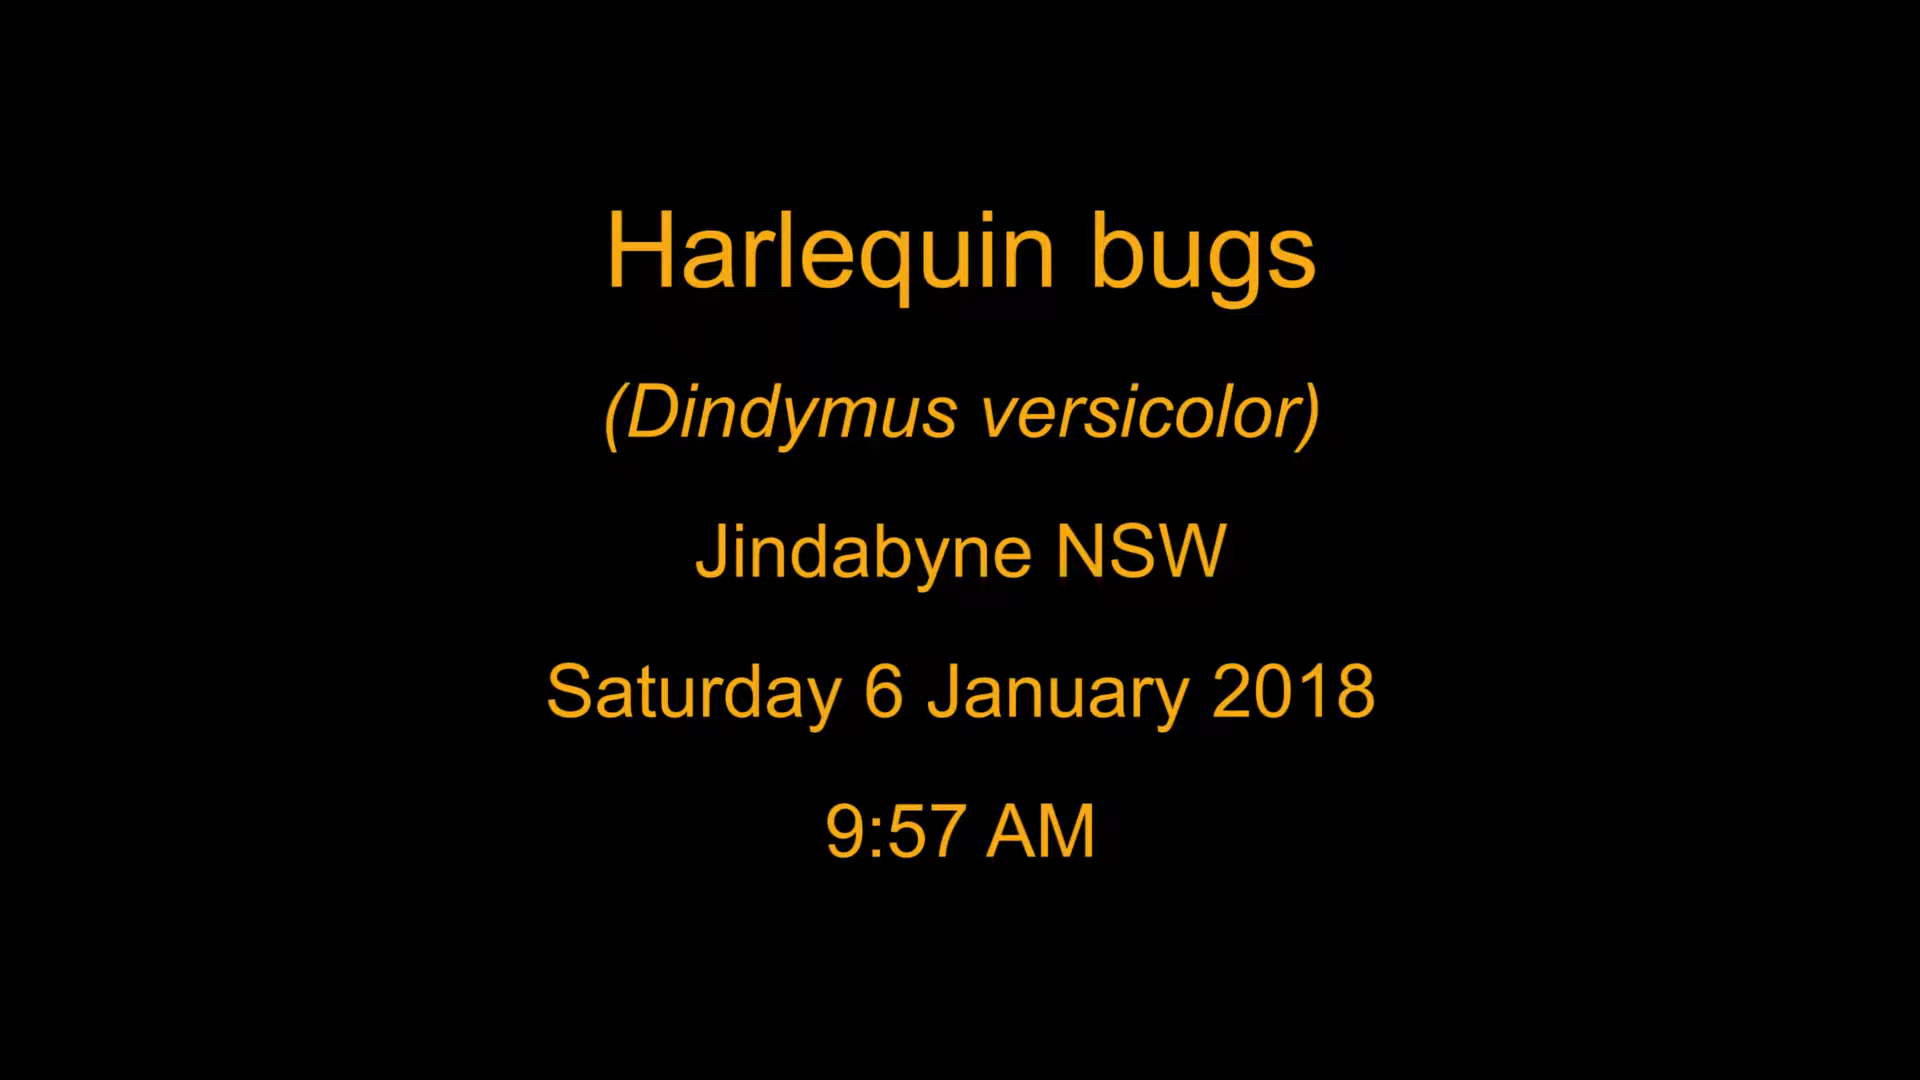 Harlequin bugs
(Dindymus versicolor)
Jindabyne NSW
Saturday 6 January 2018
9:57 AM